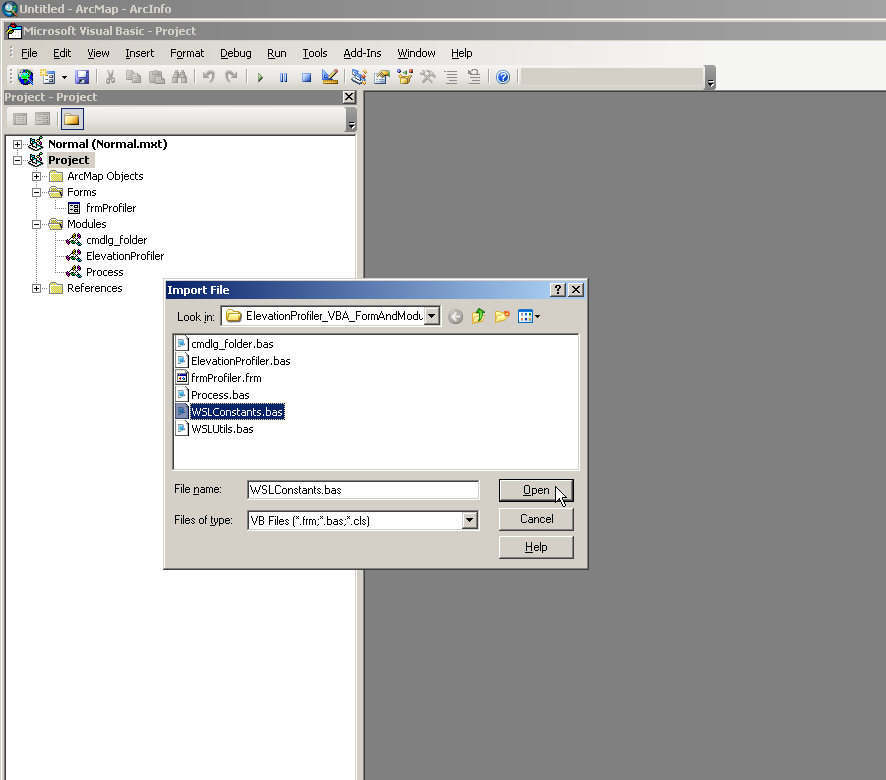 Untitled - ArcMap - ArcInfo
Microsoft Visual Basic - Project
File Edit View Insert Format Debug Run Tools Add-Ins Window Help
Project - Project
Normal (Normal.mxt)
Project
ArcMap Objects
Forms
frmProfiler
Modules
cmdlg_folder
ElevationProfiler
Process
References
Import File
Look in: ElevationProfiler_VBA_FormAndModu
cmdlg_folder.bas
ElevationProfiler.bas
frmProfiler.frm
Process.bas
WSLConstants.bas
WSLUtils.bas
File name: WSLConstants.bas Open
Files of type: VB Files (*.frm;*.bas;*.cls) Cancel
Help